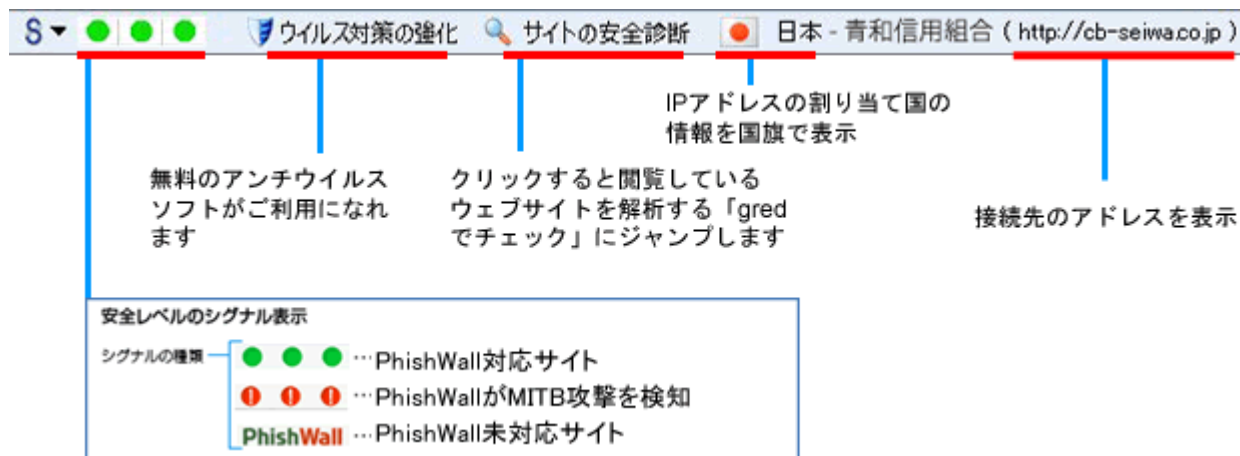 S ウイルス対策の強化 サイトの安全診断 日本 - 青和信用組合 ( http://cb-seiwa.co.jp )
IPアドレスの割り当て国の
情報を国旗で表示
無料のアンチウイルス
ソフトがご利用になれ
ます
クリックすると閲覧している
ウェブサイトを解析する「gred
でチェック」にジャンプします
接続先のアドレスを表示
安全レベルのシグナル表示
シグナルの種類
…PhishWall対応サイト
…PhishWallがMITB攻撃を検知
PhishWall …PhishWall未対応サイト